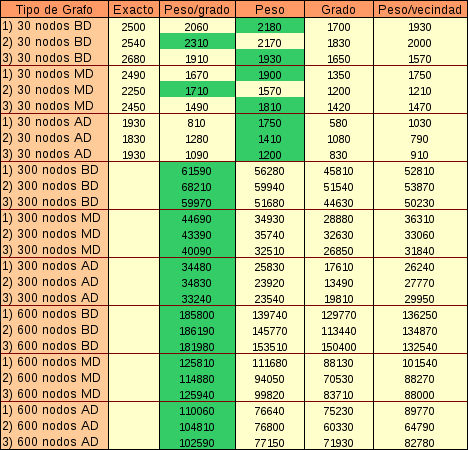 Tipo de Grafo Exacto Peso/grado Peso Grado Peso/vecindad
1) 30 nodos BD 2500 2060 2180 1700 1930
2) 30 nodos BD 2540 2310 2170 1830 2000
3) 30 nodos BD 2680 1910 1930 1650 1570
1) 30 nodos MD 2490 1670 1900 1350 1750
2) 30 nodos MD 2250 1710 1570 1200 1210
3) 30 nodos MD 2450 1490 1810 1420 1470
1) 30 nodos AD 1930 810 1750 580 1030
2) 30 nodos AD 1830 1280 1410 1080 790
3) 30 nodos AD 1930 1090 1200 830 910
1) 300 nodos BD 61590 56280 45810 52810
2) 300 nodos BD 68210 59940 51540 53870
3) 300 nodos BD 59970 51680 44630 50230
1) 300 nodos MD 44690 34930 28880 36310
2) 300 nodos MD 43390 35740 32630 33060
3) 300 nodos MD 40090 32510 26850 31840
1) 300 nodos AD 34480 25830 17610 26240
2) 300 nodos AD 34830 23920 13490 27770
3) 300 nodos AD 33240 23540 19810 29950
1) 600 nodos BD 185800 139740 129770 136250
2) 600 nodos BD 186190 145770 113440 134870
3) 600 nodos BD 181980 153510 150400 132540
1) 600 nodos MD 125810 111680 88130 101540
2) 600 nodos MD 114880 94050 70530 88270
3) 600 nodos MD 125940 99820 83710 88000
1) 600 nodos AD 110060 76640 75230 89770
2) 600 nodos AD 104810 76800 60330 64790
3) 600 nodos AD 102590 77150 71930 82780